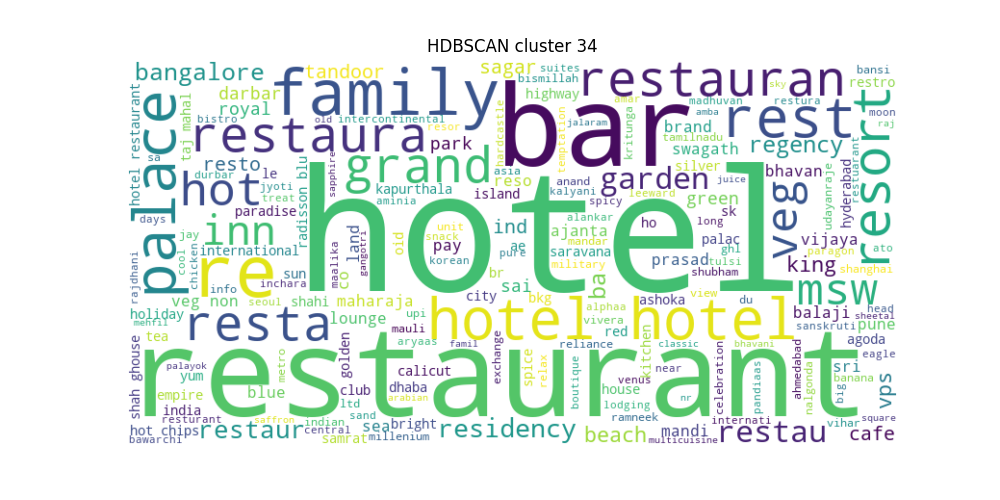 HDBSCAN cluster 34
bangalore
tandoor
sagar
suites
bismillah
restauran
bansi
sky
restro
darbar
family
bar
highway
amar
madhuvan
amba
rest
restura
moon
royal
bistro
old intercontinental
hardcastle
jalaram
temptation
kritunga
brand
tamilnadu
raj
hotel restaurant
palace
taj mahal
restaura
resor
park
swagath
regency
resort
restaurant
sa
resto
durbar
le
grand
asia
reso
anand
garden
silver
bhavan
hyderabad
hot
jyoti
treat
radisson blu
sapphire
kapurthala
aminia
island
kalyani
spicy
leeward
green
juice
veg
udayanraje
days
paradise
hotel
ind
alankar
ho
sk
long
jay
inn
land
gangotri
maalika
oid
unit
snack
pay
ae
pure
ajanta
mandar
saravana
palac
ghl
tulsi
vijaya
ato
paragon
cool
chicken
international
korean
military
prasad
shubham
king
shanghai
rajdhani
re
sun
inchara
co
br
sai
ba
msw
info
veg non
seoul
shahi
maharaja
city
bkg
alphaa
ashoka
view
du
head
holiday
mehfil
resta
lounge
upi
mauli
hotel hotel
vivera
red
balaji
sanskruti
pune
sheetal
tea
aryaas
famil
exchange
reliance
classic
bhavani
agoda
shah ghouse
palayok
yum
metro
golden
restaurant
calicut
spice
relax
boutique
kitchen
near
venus
celebration
pandiaas
ahmedabad
nalgonda
sri
eagle
banana
big
vps
empire
blue
club
dhaba
arabian
house
lodging
nr
india
resturant
saffron
ltd
sand
indian
ramneek
internati
square
hot chips
bawarchi
restaur
central
samrat
sea
bright
millenium
residency
beach
mandi
multicuisine
restau
vihar
cafe